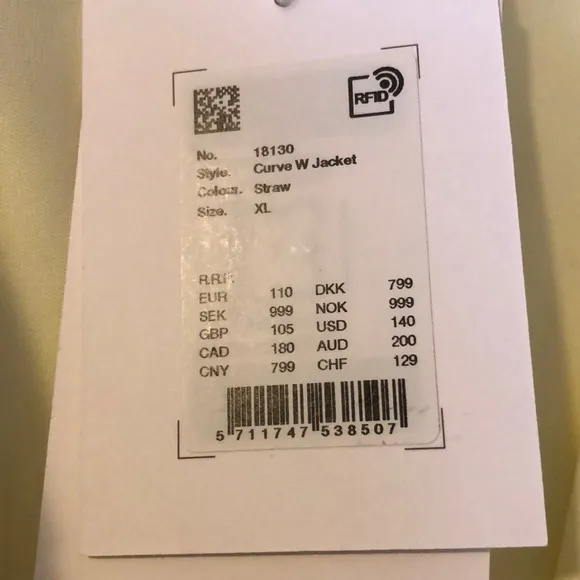 RFID
No. 18130
Style. Curve W Jacket
Colour. Straw
Size. XL
R.R.P.
EUR 110 DKK 799
SEK 999 NOK 999
GBP 105 USD 140
CAD 180 AUD 200
CNY 799 CHF 129
5 711747 538507